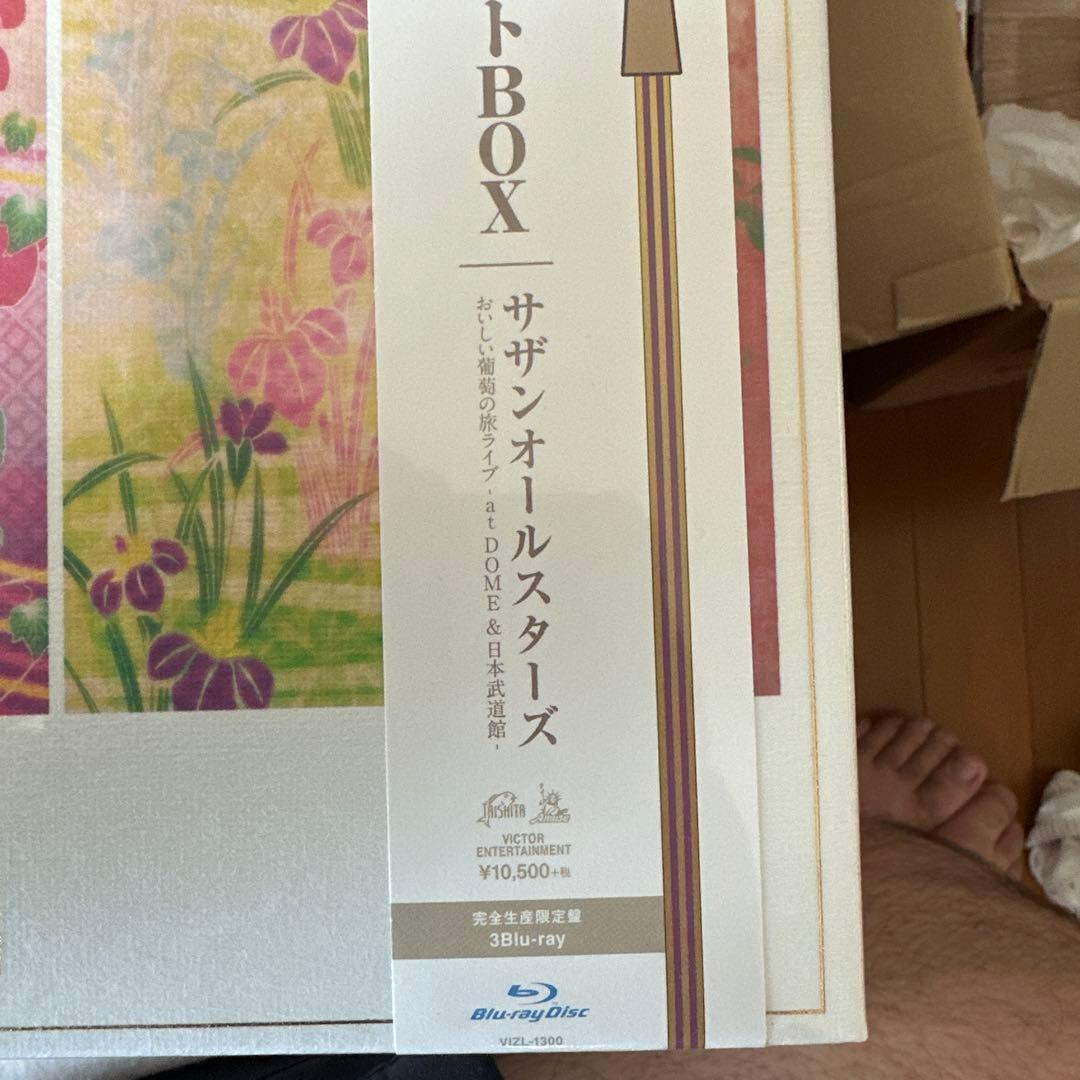 トBOX
サザンオールスターズ
おいしい葡萄の旅ライブ -at DOME & 日本武道館-
TAISHITA
Amuse
VICTOR
ENTERTAINMENT
¥10,500+税
完全生産限定盤
3Blu-ray
Blu-ray Disc
VIZL-1300